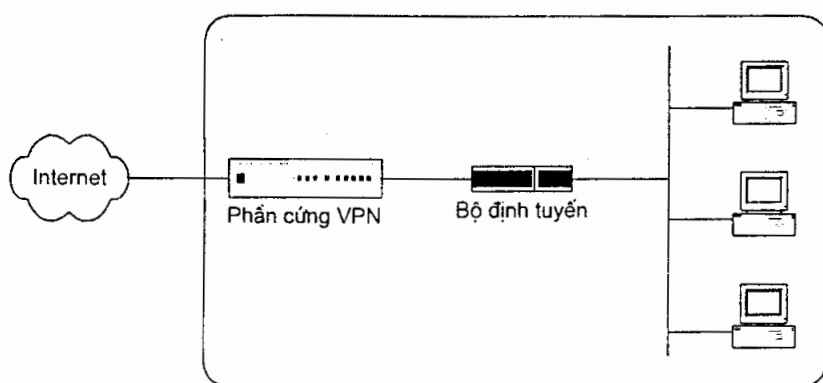 Internet
Phần cứng VPN
Bộ định tuyến